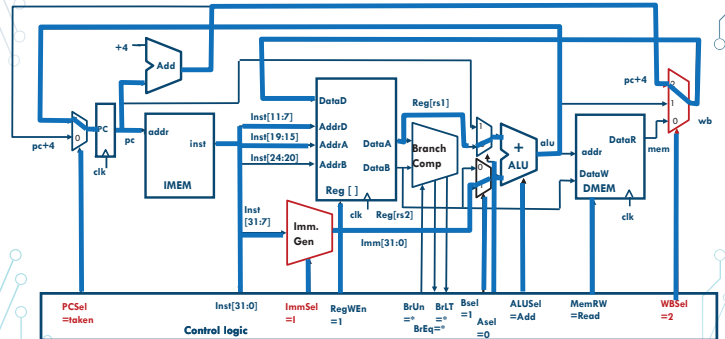 +4
Add
pc+4
2
1
0
wb
DataD
Reg[rs1]
Inst[11:7]
AddrD
Inst[19:15]
AddrA
Inst[24:20]
AddrB
DataA
DataB
Reg [ ]
clk
Reg[rs2]
Branch
Comp
1
0
+
ALU
alu
addr
DataW
DataR
DMEM
clk
mem
1
0
PC
pc
pc+4
clk
addr
inst
IMEM
Inst
[31:7]
Imm.
Gen
Imm[31:0]
PCSel
=taken
Inst[31:0]
ImmSel
=I
RegWEn
=1
BrUn
=*
BrEq=*
BrLT
=*
Bsel
=1
Asel
=0
ALUSel
=Add
MemRW
=Read
WBSel
=2
Control logic